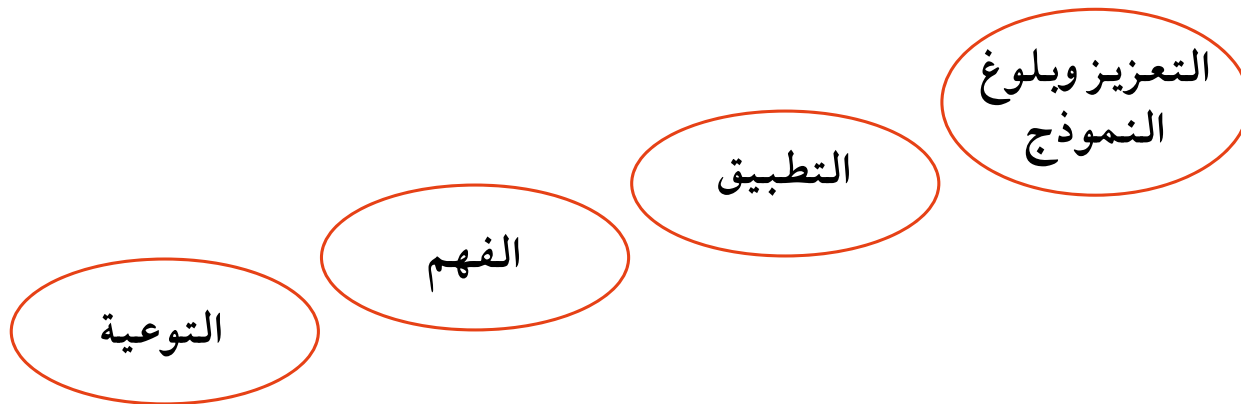 التعزيز وبلوغ
النموذج
التطبيق
الفهم
التوعية